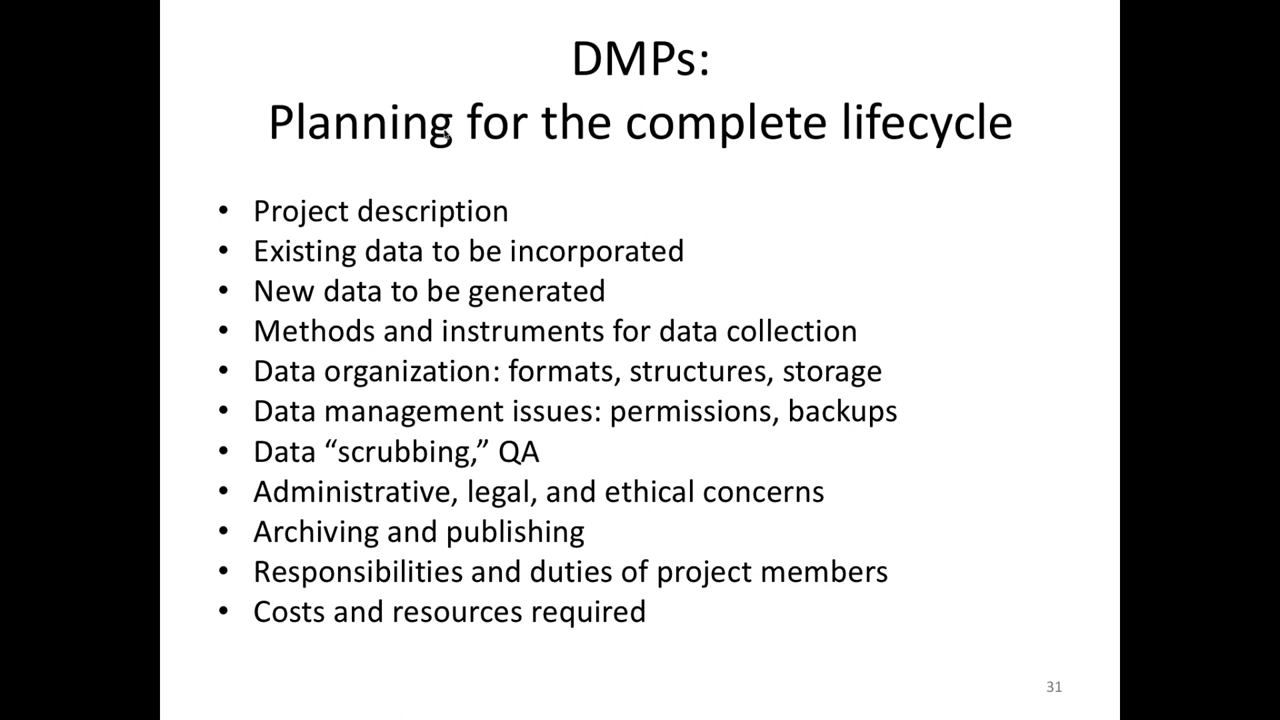 DMPs:
Planning for the complete lifecycle
• Project description
• Existing data to be incorporated
• New data to be generated
• Methods and instruments for data collection
• Data organization: formats, structures, storage
• Data management issues: permissions, backups
• Data “scrubbing,” QA
• Administrative, legal, and ethical concerns
• Archiving and publishing
• Responsibilities and duties of project members
• Costs and resources required
31